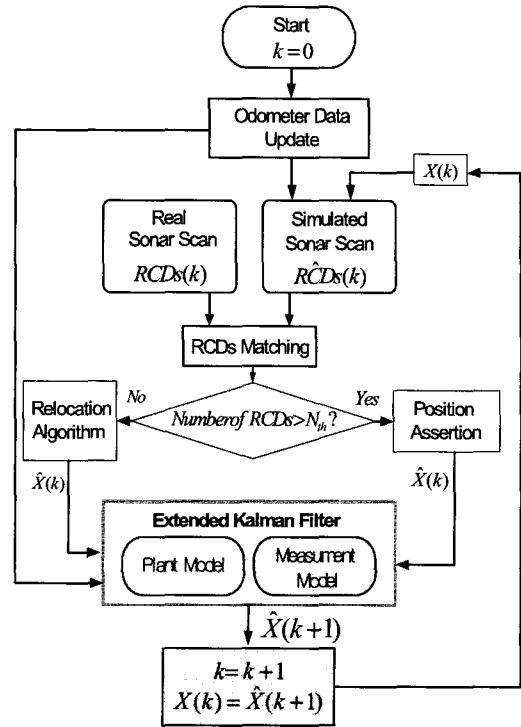 Start
k=0
Odometer Data
Update
X(k)
Real
Sonar Scan
RCDs(k)
Simulated
Sonar Scan
RĈDs(k)
RCDs Matching
No
Yes
Relocation
Algorithm
Numberof RCDs>N_th?
Position
Assertion
X̂(k)
X̂(k)
Extended Kalman Filter
Plant Model
Measurment
Model
X̂(k+1)
k=k+1
X(k)=X̂(k+1)